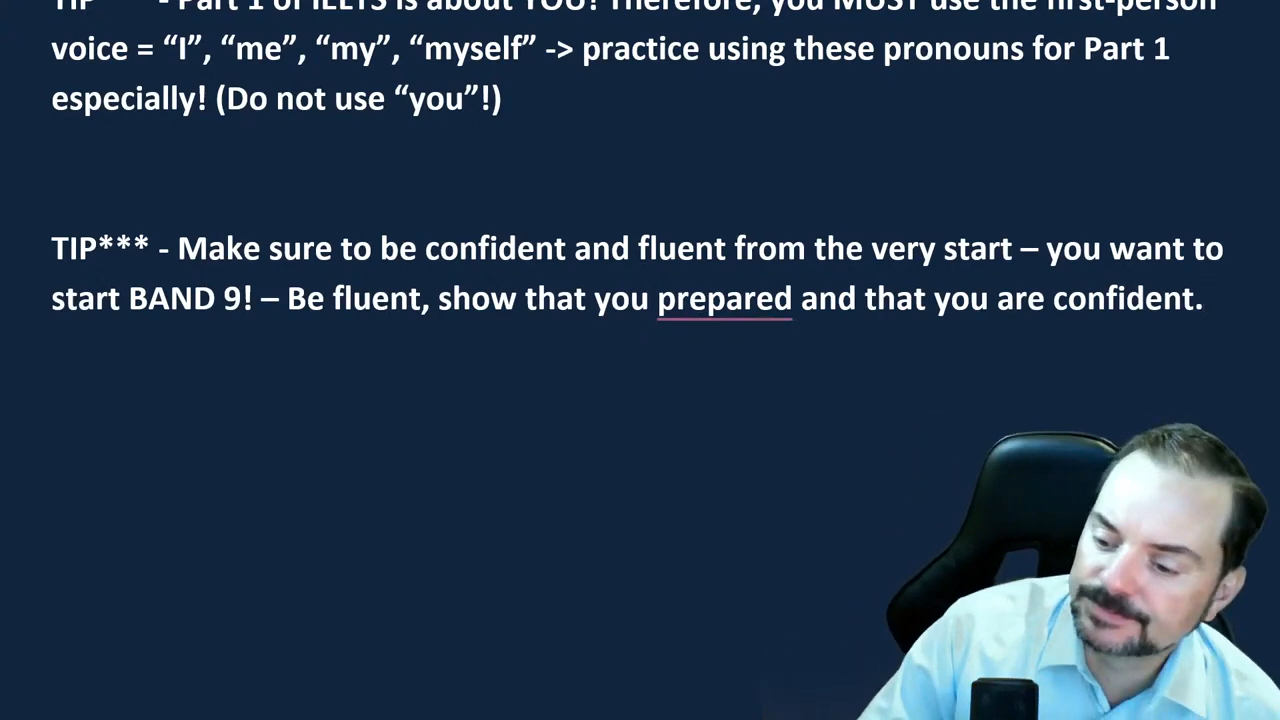 TIP*** - Part 1 of IELTS is about YOU! Therefore, you MUST use the first-person
voice = “I”, “me”, “my”, “myself” -> practice using these pronouns for Part 1
especially! (Do not use “you”!)
TIP*** - Make sure to be confident and fluent from the very start – you want to
start BAND 9! – Be fluent, show that you prepared and that you are confident.